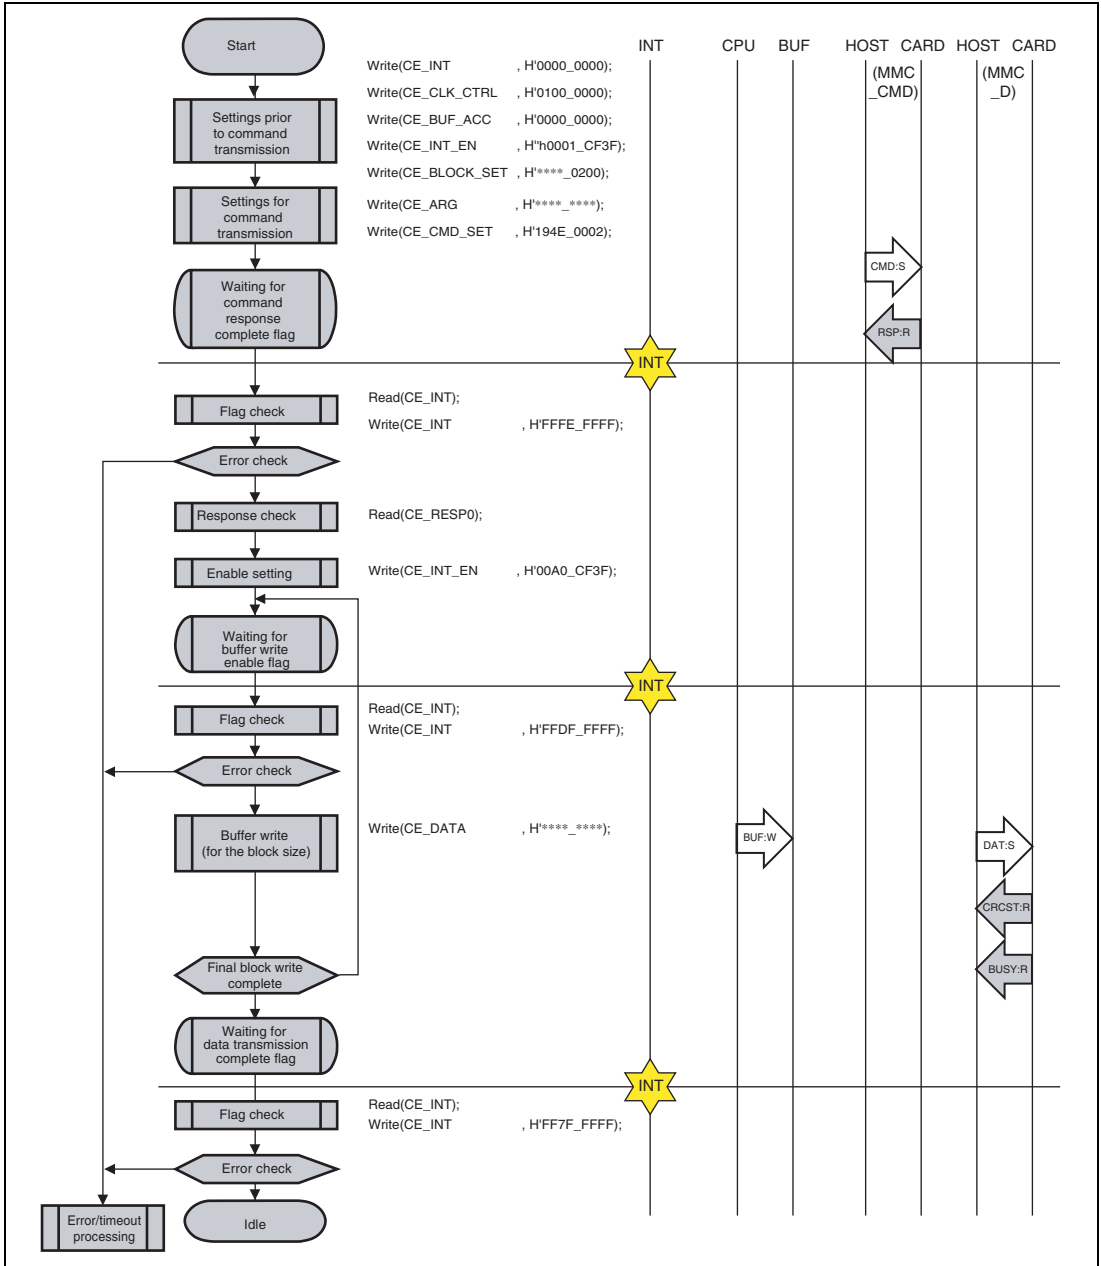 Start
INT CPU BUF HOST CARD HOST CARD
(MMC
_CMD)
(MMC
_D)
Write(CE_INT , H'0000_0000);
Write(CE_CLK_CTRL , H'0100_0000);
Settings prior
to command
transmission
Write(CE_BUF_ACC , H'0000_0000);
Write(CE_INT_EN , H"h0001_CF3F);
Write(CE_BLOCK_SET , H'****_0200);
Settings for
command
transmission
Write(CE_ARG , H'****_****);
Write(CE_CMD_SET , H'194E_0002);
CMD:S
Waiting for
command
response
complete flag
RSP:R
INT
Flag check
Read(CE_INT);
Write(CE_INT , H'FFFE_FFFF);
Error check
Response check
Read(CE_RESP0);
Enable setting
Write(CE_INT_EN , H'00A0_CF3F);
Waiting for
buffer write
enable flag
INT
Flag check
Read(CE_INT);
Write(CE_INT , H'FFDF_FFFF);
Error check
Buffer write
(for the block size)
Write(CE_DATA , H'****_****);
BUF:W
DAT:S
CRCST:R
BUSY:R
Final block write
complete
Waiting for
data transmission
complete flag
INT
Flag check
Read(CE_INT);
Write(CE_INT , H'FF7F_FFFF);
Error check
Error/timeout
processing
Idle